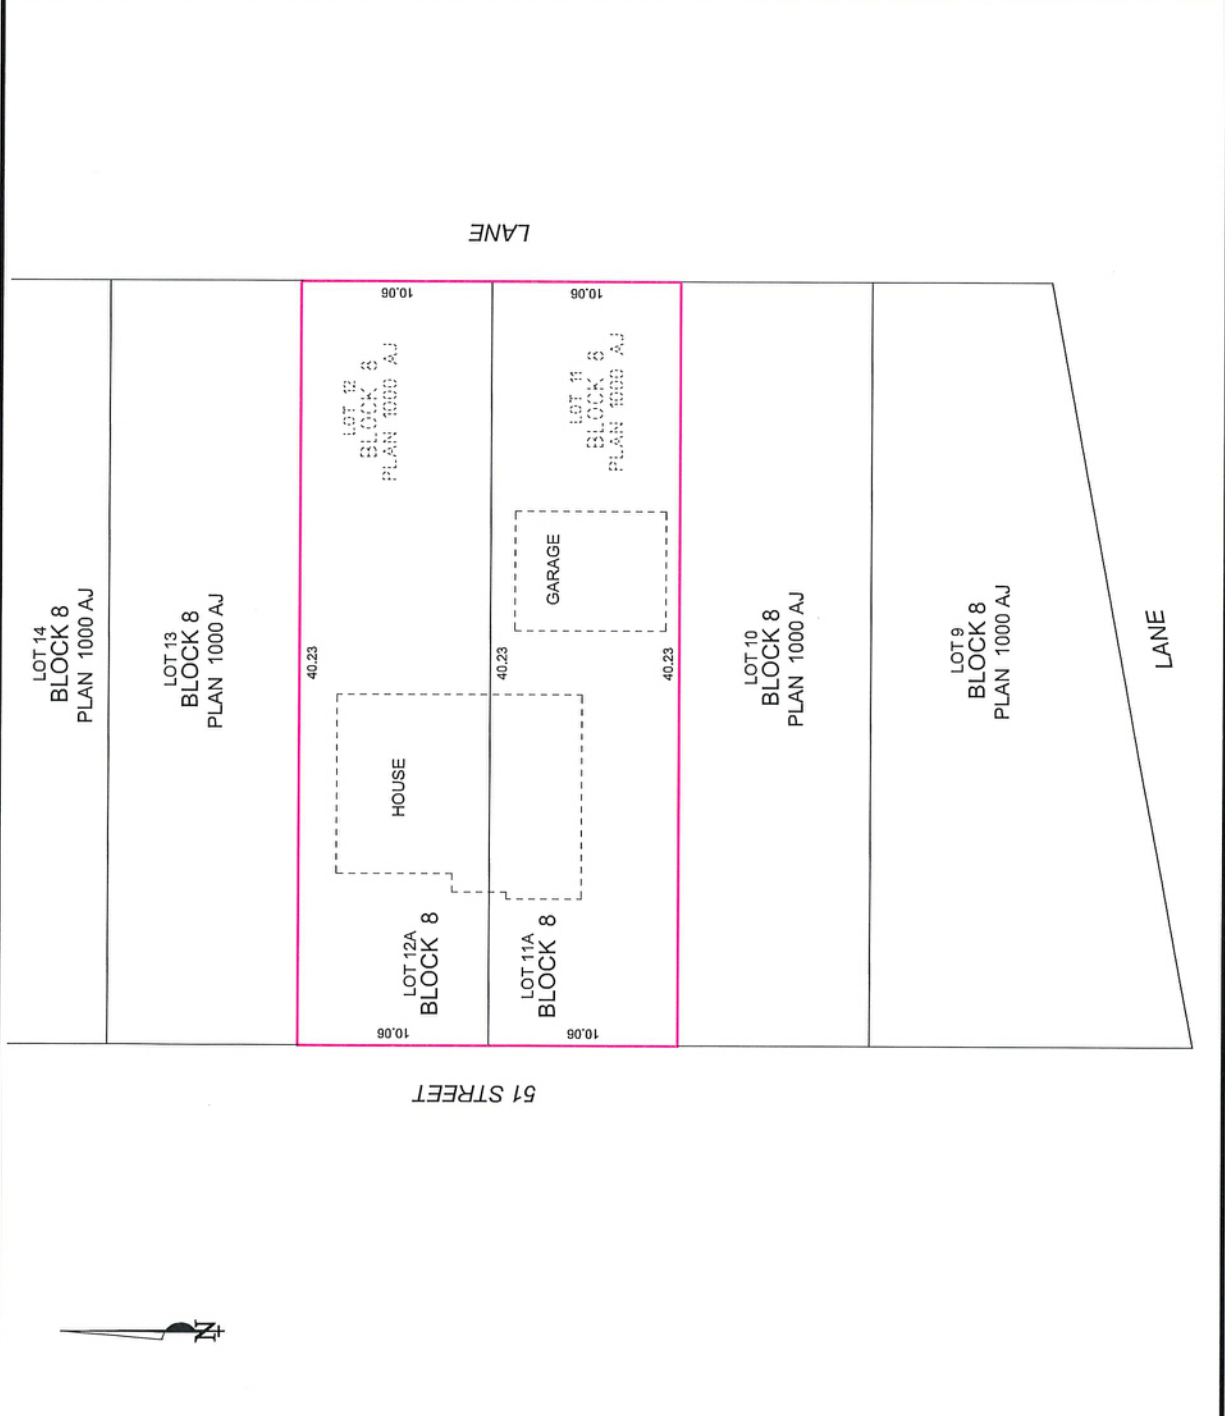 LANE
10.06
10.06
LOT 12
BLOCK 8
PLAN 1000 AJ
LOT 11
BLOCK 8
PLAN 1000 AJ
GARAGE
LOT 14
BLOCK 8
PLAN 1000 AJ
LOT 13
BLOCK 8
PLAN 1000 AJ
40.23
40.23
40.23
LOT 10
BLOCK 8
PLAN 1000 AJ
LOT 9
BLOCK 8
PLAN 1000 AJ
LANE
HOUSE
LOT 12A
BLOCK 8
LOT 11A
BLOCK 8
10.06
10.06
51 STREET
N